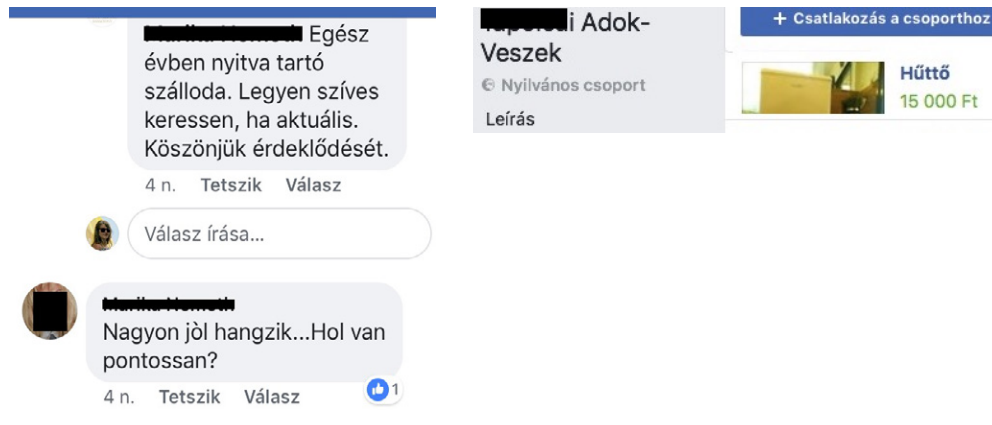 Egész
évben nyitva tartó
szálloda. Legyen szíves
keressen, ha aktuális.
Köszönjük érdeklődését.
4 n. Tetszik Válasz
Válasz írása...
Nagyon jòl hangzik...Hol van
pontossan?
4 n. Tetszik Válasz 1
Adok-
Veszek
Nyilvános csoport
Leírás
+ Csatlakozás a csoporthoz
Hűttő
15 000 Ft